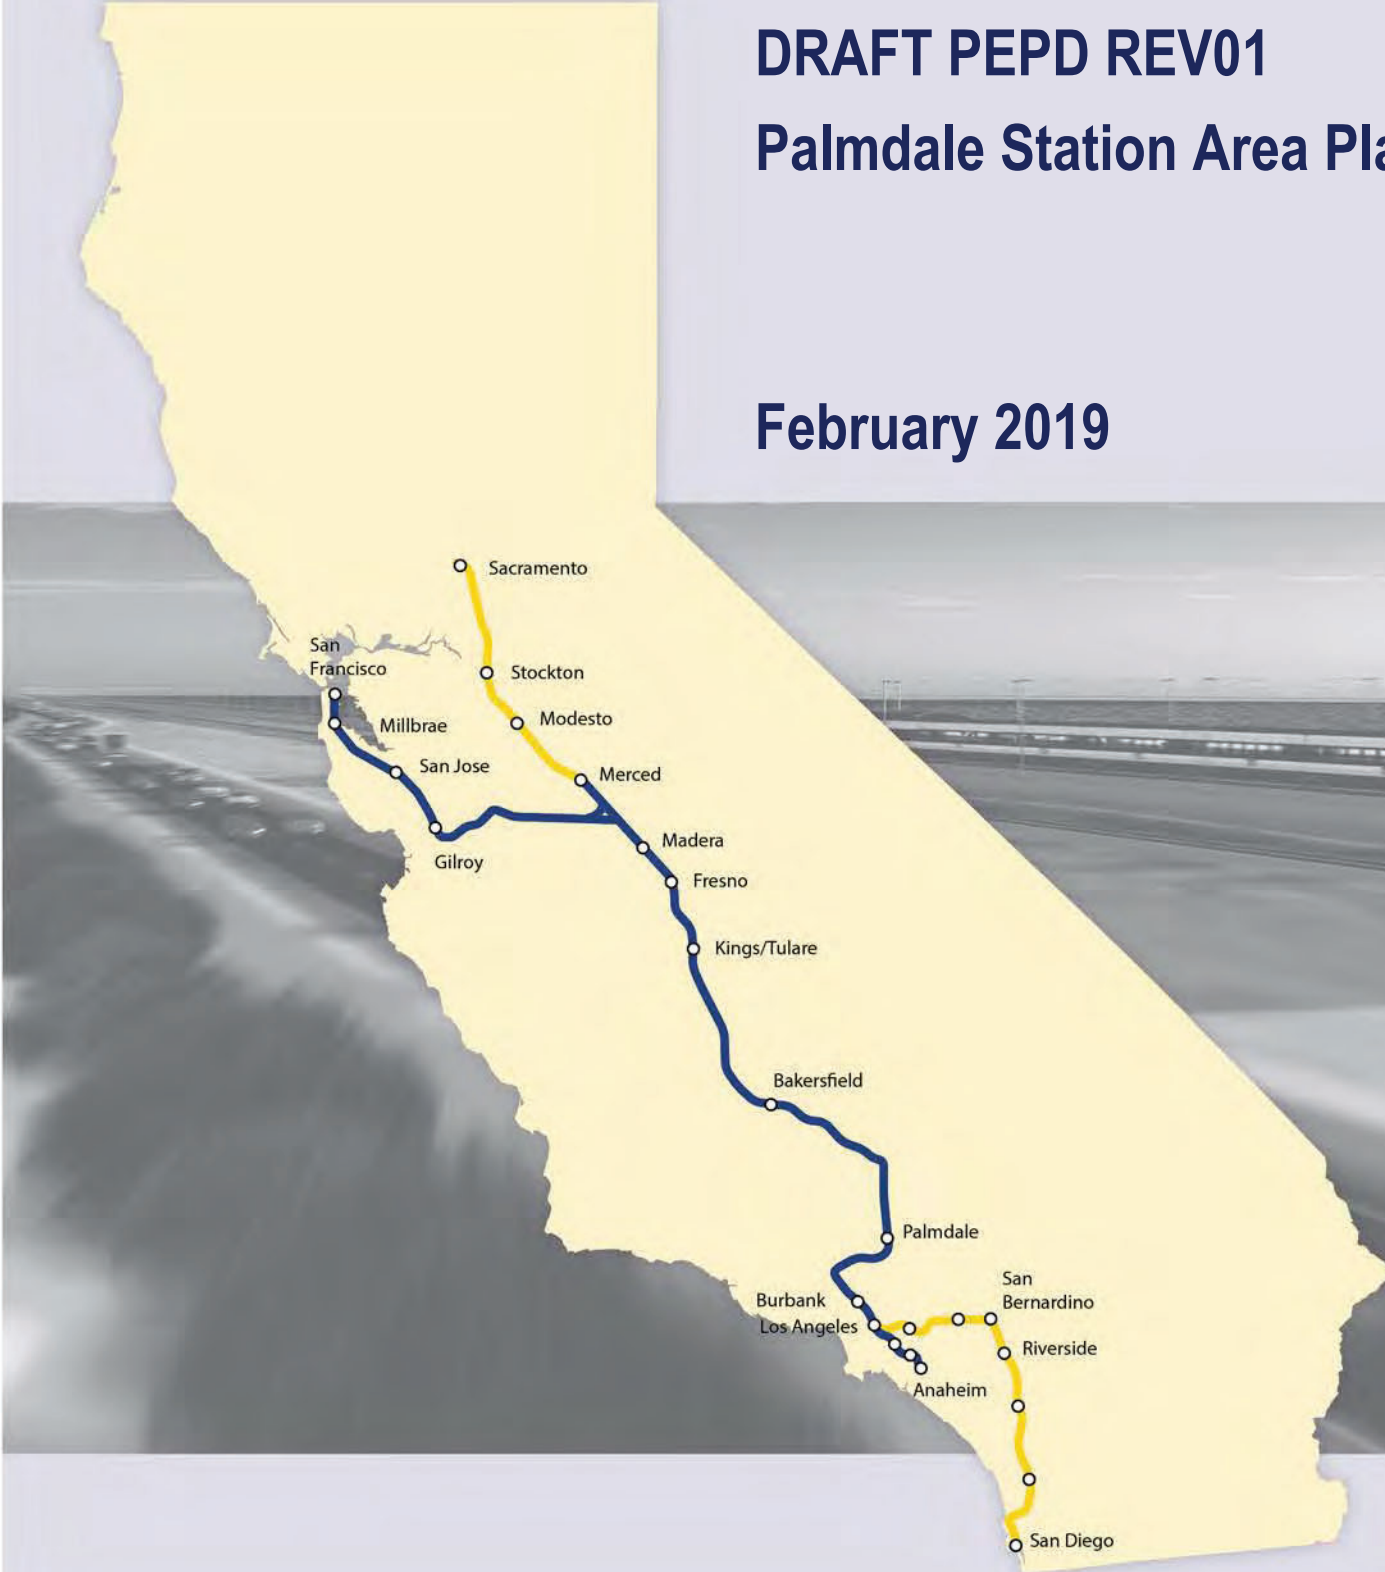 DRAFT PEPD REV01
Palmdale Station Area Pla
February 2019
Sacramento
San
Francisco
Stockton
Millbrae
Modesto
San Jose
Merced
Gilroy
Madera
Fresno
Kings/Tulare
Bakersfield
Palmdale
San
Bernardino
Burbank
Los Angeles
Riverside
Anaheim
San Diego